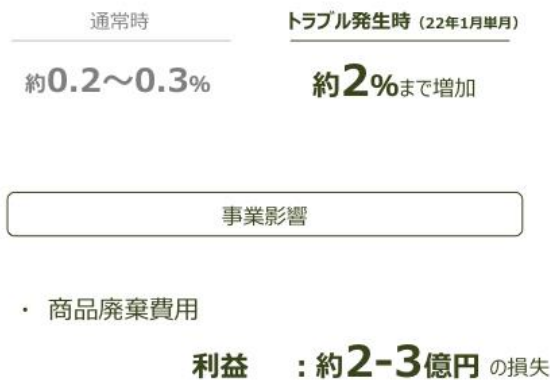 通常時
トラブル発生時（22年1月単月）
約0.2～0.3%
約2%まで増加
事業影響
・ 商品廃棄費用
利益 ：約2-3億円 の損失